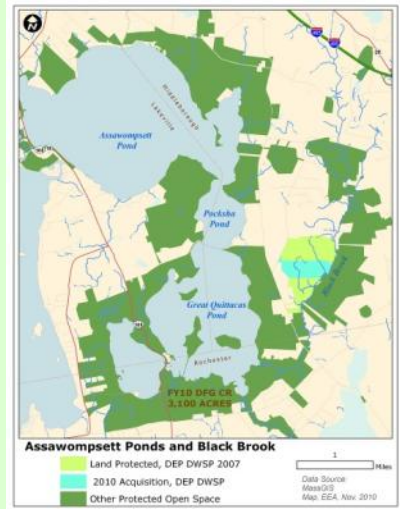 Middleborough
Lakeville
Assawompsett
Pond
Pocksha
Pond
Great Quittacas
Pond
Black Brook
Rochester
FY10 DFG CR
3,100 ACRES
Assawompsett Ponds and Black Brook
Land Protected, DEP DWSP 2007
2010 Acquisition, DEP DWSP
Other Protected Open Space
1
Miles
Data Source:
MassGIS
Map, EEA, Nov. 2010